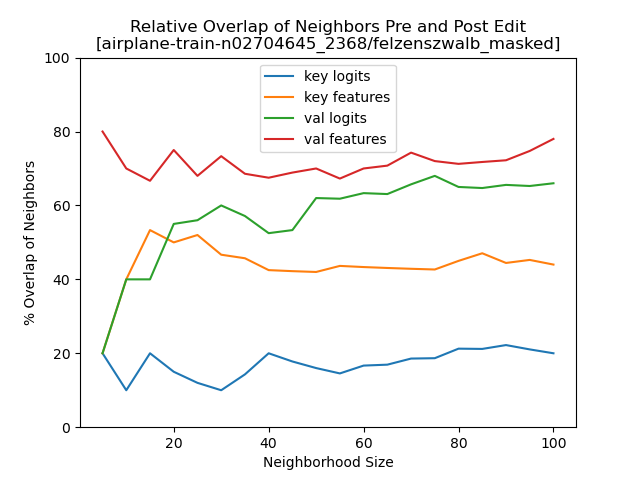 Relative Overlap of Neighbors Pre and Post Edit
[airplane-train-n02704645_2368/felzenszwalb_masked]
100
80
60
40
20
0
% Overlap of Neighbors
key logits
key features
val logits
val features
20 40 60 80 100
Neighborhood Size